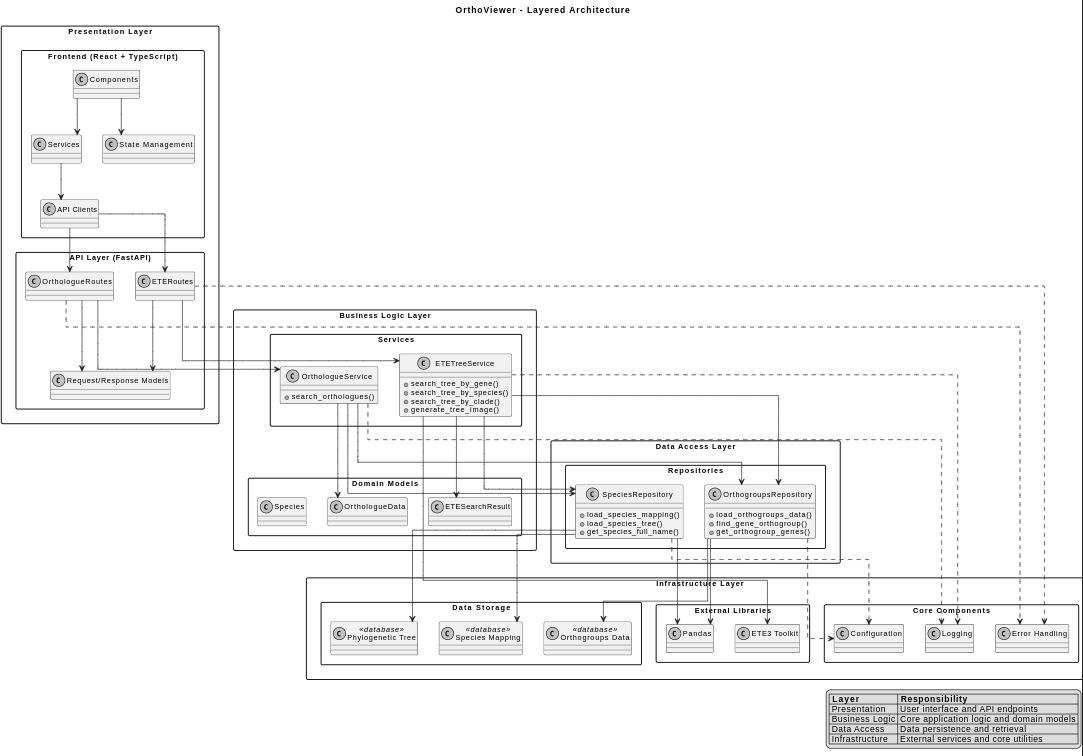 OrthoViewer - Layered Architecture
Presentation Layer
Frontend (React + TypeScript)
C Components
C Services
C State Management
C API Clients
API Layer (FastAPI)
C OrthologueRoutes
C ETERoutes
C Request/Response Models
Business Logic Layer
Services
C OrthologueService
search_orthologues()
C ETETreeService
search_tree_by_gene()
search_tree_by_species()
search_tree_by_clade()
generate_tree_image()
Domain Models
C Species
C OrthologueData
C ETESearchResult
Data Access Layer
Repositories
C SpeciesRepository
load_species_mapping()
load_species_tree()
get_species_full_name()
C OrthogroupsRepository
load_orthogroups_data()
find_gene_orthogroup()
get_orthogroup_genes()
Infrastructure Layer
Data Storage
«database»
C Phylogenetic Tree
«database»
C Species Mapping
«database»
C Orthogroups Data
External Libraries
C Pandas
C ETE3 Toolkit
Core Components
C Configuration
C Logging
C Error Handling
Layer Responsibility
Presentation User interface and API endpoints
Business Logic Core application logic and domain models
Data Access Data persistence and retrieval
Infrastructure External services and core utilities